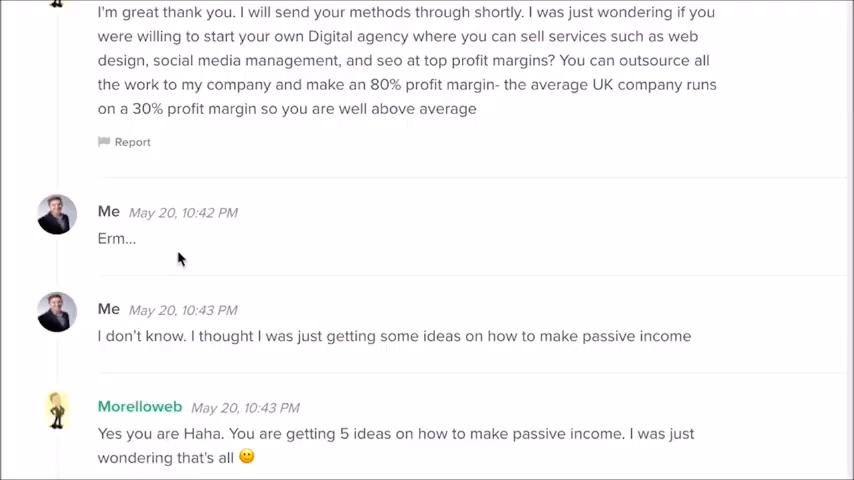 I'm great thank you. I will send your methods through shortly. I was just wondering if you
were willing to start your own Digital agency where you can sell services such as web
design, social media management, and seo at top profit margins? You can outsource all
the work to my company and make an 80% profit margin- the average UK company runs
on a 30% profit margin so you are well above average
Report
Me May 20, 10:42 PM
Erm...
Me May 20, 10:43 PM
I don't know. I thought I was just getting some ideas on how to make passive income
Morelloweb May 20, 10:43 PM
Yes you are Haha. You are getting 5 ideas on how to make passive income. I was just
wondering that's all 🙂